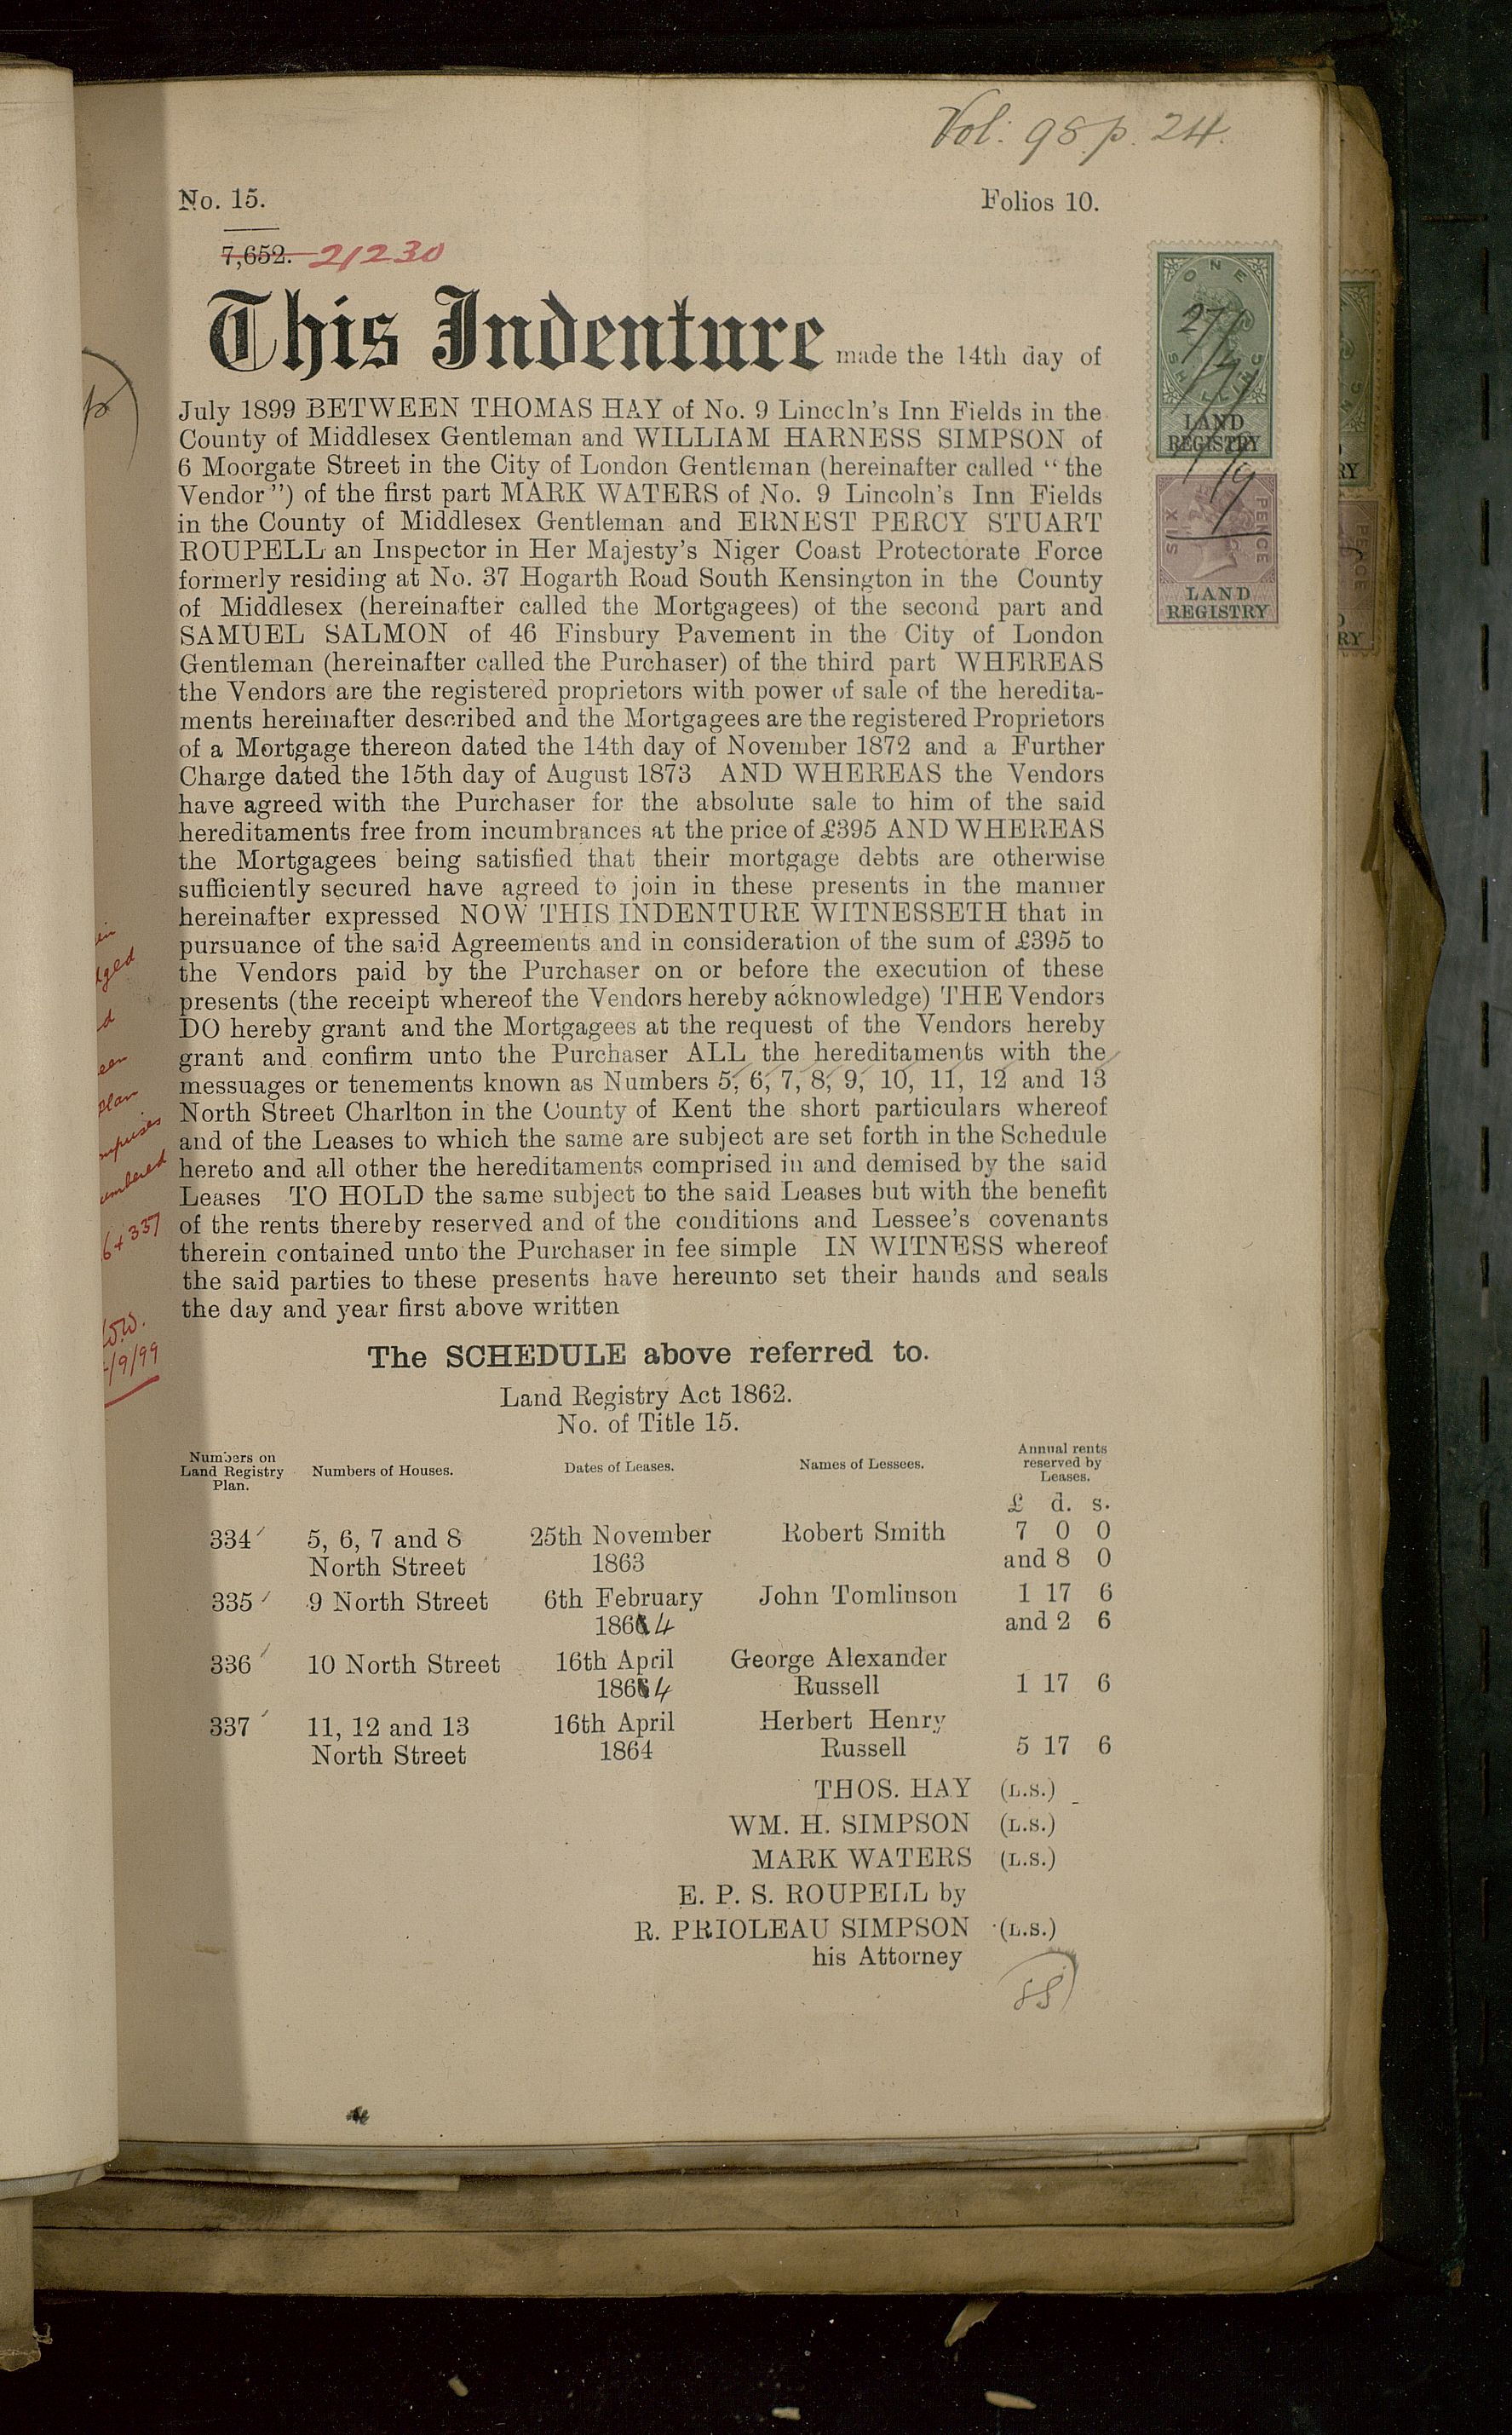 Vol: 98 p. 24.
No. 15.
Folios 10.
7,652. 21230
This Indenture made the 14th day of
July 1899 BETWEEN THOMAS HAY of No. 9 Lincoln's Inn Fields in the
County of Middlesex Gentleman and WILLIAM HARNESS SIMPSON of
6 Moorgate Street in the City of London Gentleman (hereinafter called "the
Vendor") of the first part MARK WATERS of No. 9 Lincoln's Inn Fields
in the County of Middlesex Gentleman and ERNEST PERCY STUART
ROUPELL an Inspector in Her Majesty's Niger Coast Protectorate Force
formerly residing at No. 37 Hogarth Road South Kensington in the County
of Middlesex (hereinafter called the Mortgagees) of the second part and
SAMUEL SALMON of 46 Finsbury Pavement in the City of London
Gentleman (hereinafter called the Purchaser) of the third part WHEREAS
the Vendors are the registered proprietors with power of sale of the heredita-
ments hereinafter described and the Mortgagees are the registered Proprietors
of a Mortgage thereon dated the 14th day of November 1872 and a Further
Charge dated the 15th day of August 1873 AND WHEREAS the Vendors
have agreed with the Purchaser for the absolute sale to him of the said
hereditaments free from incumbrances at the price of £395 AND WHEREAS
the Mortgagees being satisfied that their mortgage debts are otherwise
sufficiently secured have agreed to join in these presents in the manner
hereinafter expressed NOW THIS INDENTURE WITNESSETH that in
pursuance of the said Agreements and in consideration of the sum of £395 to
the Vendors paid by the Purchaser on or before the execution of these
presents (the receipt whereof the Vendors hereby acknowledge) THE Vendors
DO hereby grant and the Mortgagees at the request of the Vendors hereby
grant and confirm unto the Purchaser ALL the hereditaments with the
messuages or tenements known as Numbers 5, 6, 7, 8, 9, 10, 11, 12 and 13
North Street Charlton in the County of Kent the short particulars whereof
and of the Leases to which the same are subject are set forth in the Schedule
hereto and all other the hereditaments comprised in and demised by the said
Leases TO HOLD the same subject to the said Leases but with the benefit
of the rents thereby reserved and of the conditions and Lessee's covenants
therein contained unto the Purchaser in fee simple IN WITNESS whereof
the said parties to these presents have hereunto set their hands and seals
the day and year first above written
The SCHEDULE above referred to.
Land Registry Act 1862.
No. of Title 15.
Numbers on
Land Registry
Plan.
Numbers of Houses.
Dates of Leases.
Names of Lessees.
Annual rents
reserved by
Leases.
£ d. s.
334 5, 6, 7 and 8 25th November Robert Smith 7 0 0
North Street 1863 and 8 0
335 9 North Street 6th February John Tomlinson 1 17 6
1864 and 2 6
336 10 North Street 16th April George Alexander
1864 Russell 1 17 6
337 11, 12 and 13 16th April Herbert Henry
North Street 1864 Russell 5 17 6
THOS. HAY (L.S.)
WM. H. SIMPSON (L.S.)
MARK WATERS (L.S.)
E. P. S. ROUPELL by
R. PRIOLEAU SIMPSON (L.S.)
his Attorney
ONE
SHILLING
LAND
REGISTRY
SIX
PENCE
LAND
REGISTRY
plan
6 + 337
/9/99